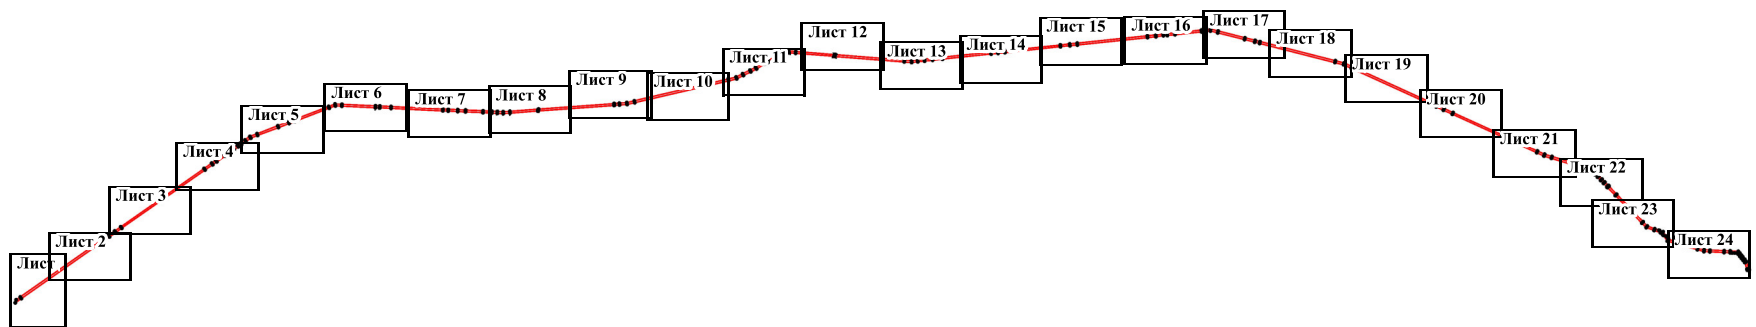 Лист
Лист 2
Лист 3
Лист 4
Лист 5
Лист 6
Лист 7
Лист 8
Лист 9
Лист 10
Лист 11
Лист 12
Лист 13
Лист 14
Лист 15
Лист 16
Лист 17
Лист 18
Лист 19
Лист 20
Лист 21
Лист 22
Лист 23
Лист 24